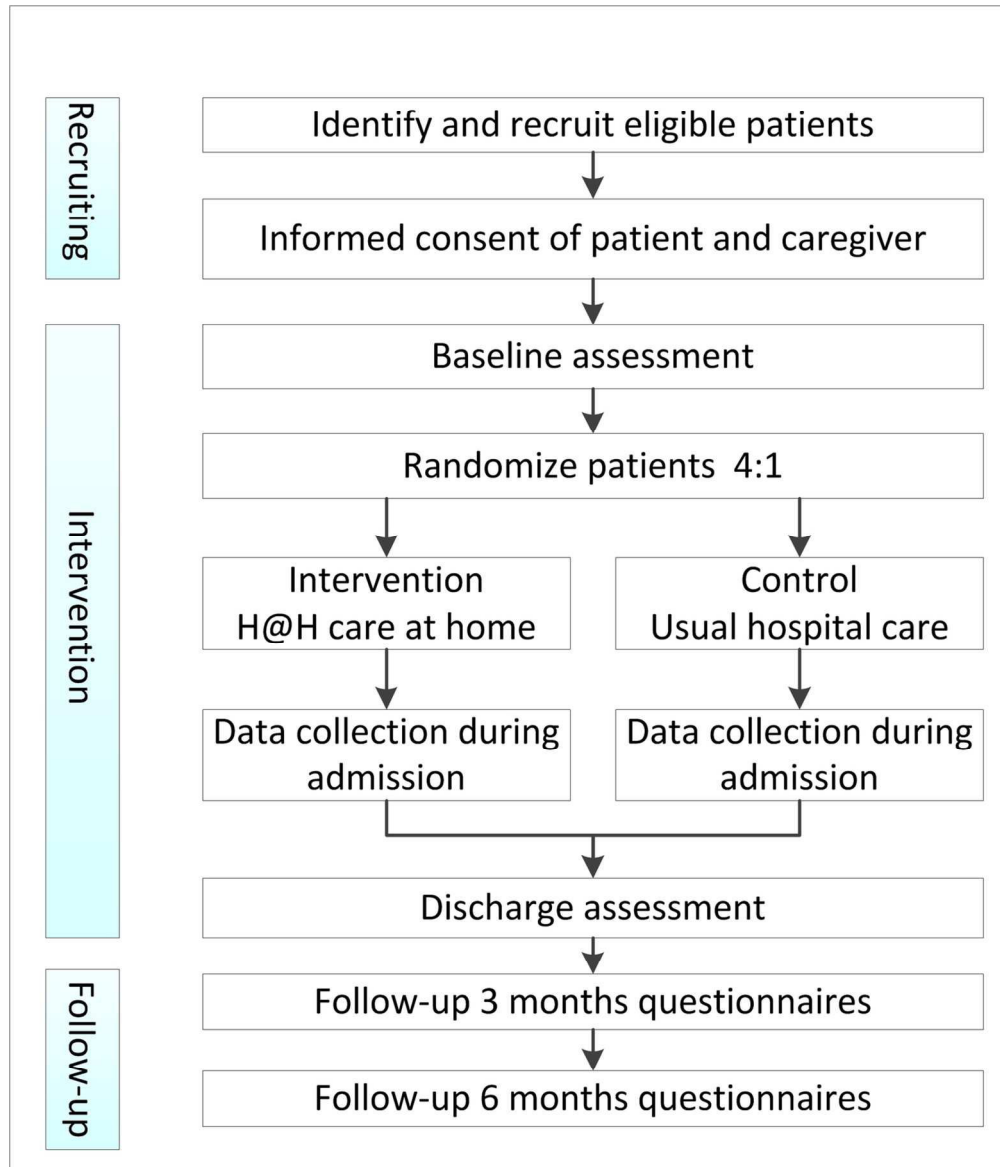 Recruiting
Identify and recruit eligible patients
Informed consent of patient and caregiver
Intervention
Baseline assessment
Randomize patients 4:1
Intervention
H@H care at home
Control
Usual hospital care
Data collection during
admission
Data collection during
admission
Discharge assessment
Follow-up
Follow-up 3 months questionnaires
Follow-up 6 months questionnaires